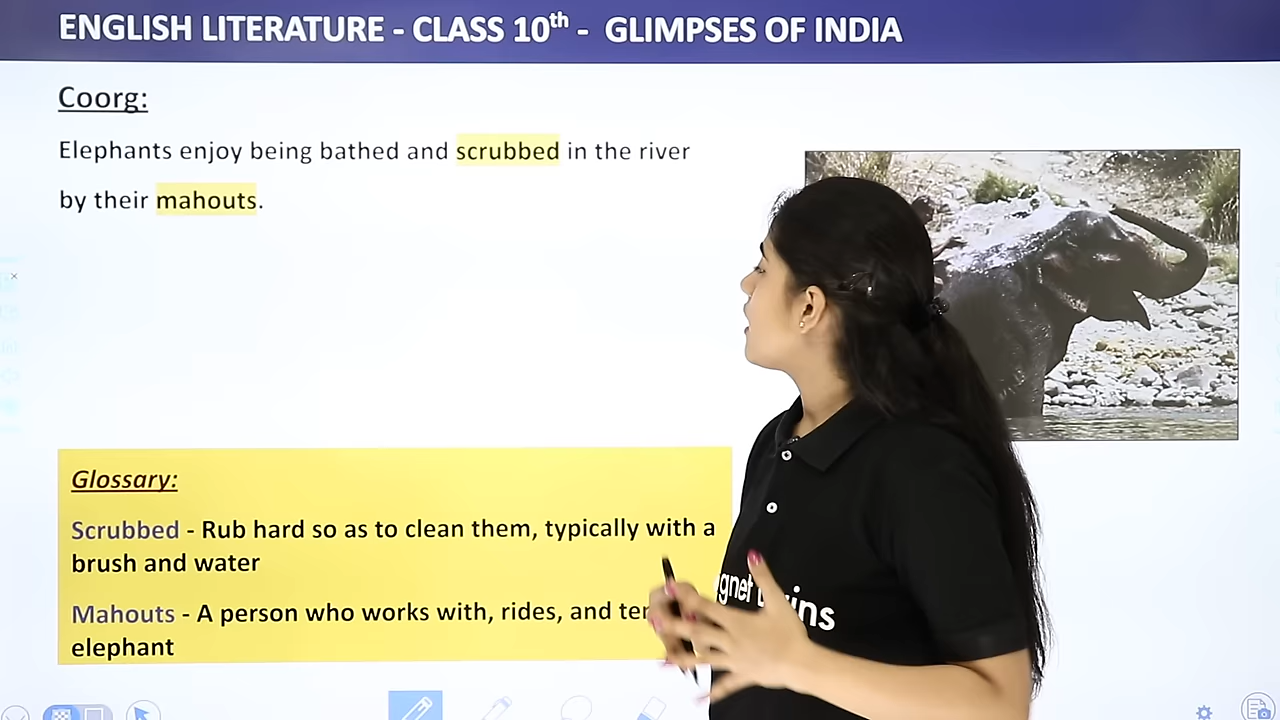 ENGLISH LITERATURE - CLASS 10th - GLIMPSES OF INDIA
Coorg:
Elephants enjoy being bathed and scrubbed in the river
by their mahouts.
Glossary:
Scrubbed - Rub hard so as to clean them, typically with a
brush and water
Mahouts - A person who works with, rides, and
elephant